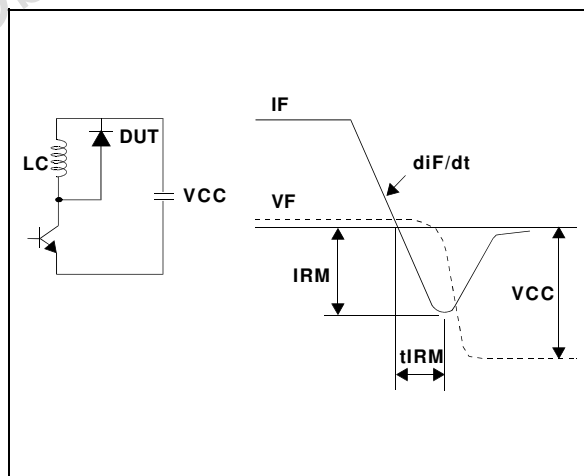 IF
DUT
diF/dt
LC
VCC
VF
IRM
VCC
tIRM